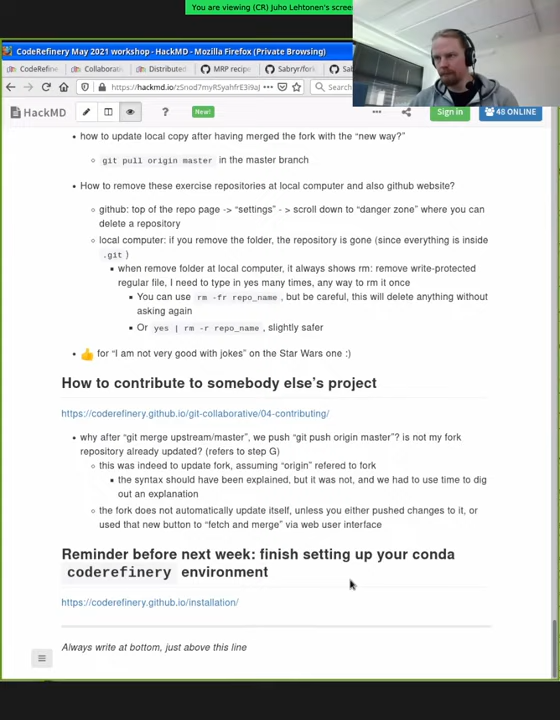 You are viewing (CR) Juho Lehtonen's scree
CodeRefinery May 2021 workshop - HackMD - Mozilla Firefox (Private Browsing)
CodeRefine
Collaborativ
Distributed
MRP recipe
Sabryr/fork
Sab
https://hackmd.io/z5nod7myRSyahfrE3i9aJ
Search
HackMD
?
New!
Sign in
48 ONLINE
• how to update local copy after having merged the fork with the “new way?”
git pull origin master in the master branch
• How to remove these exercise repositories at local computer and also github website?
github: top of the repo page -> “settings” - > scroll down to “danger zone” where you can
delete a repository
local computer: if you remove the folder, the repository is gone (since everything is inside
.git )
when remove folder at local computer, it always shows rm: remove write-protected
regular file, I need to type in yes many times, any way to rm it once
You can use rm -fr repo_name , but be careful, this will delete anything without
asking again
Or yes | rm -r repo_name , slightly safer
• 👍 for “I am not very good with jokes” on the Star Wars one :)
How to contribute to somebody else’s project
https://coderefinery.github.io/git-collaborative/04-contributing/
• why after “git merge upstream/master”, we push “git push origin master”? is not my fork
repository already updated? (refers to step G)
this was indeed to update fork, assuming “origin” refered to fork
the syntax should have been explained, but it was not, and we had to use time to dig
out an explanation
the fork does not automatically update itself, unless you either pushed changes to it, or
used that new button to “fetch and merge” via web user interface
Reminder before next week: finish setting up your conda
coderefinery environment
https://coderefinery.github.io/installation/
Always write at bottom, just above this line